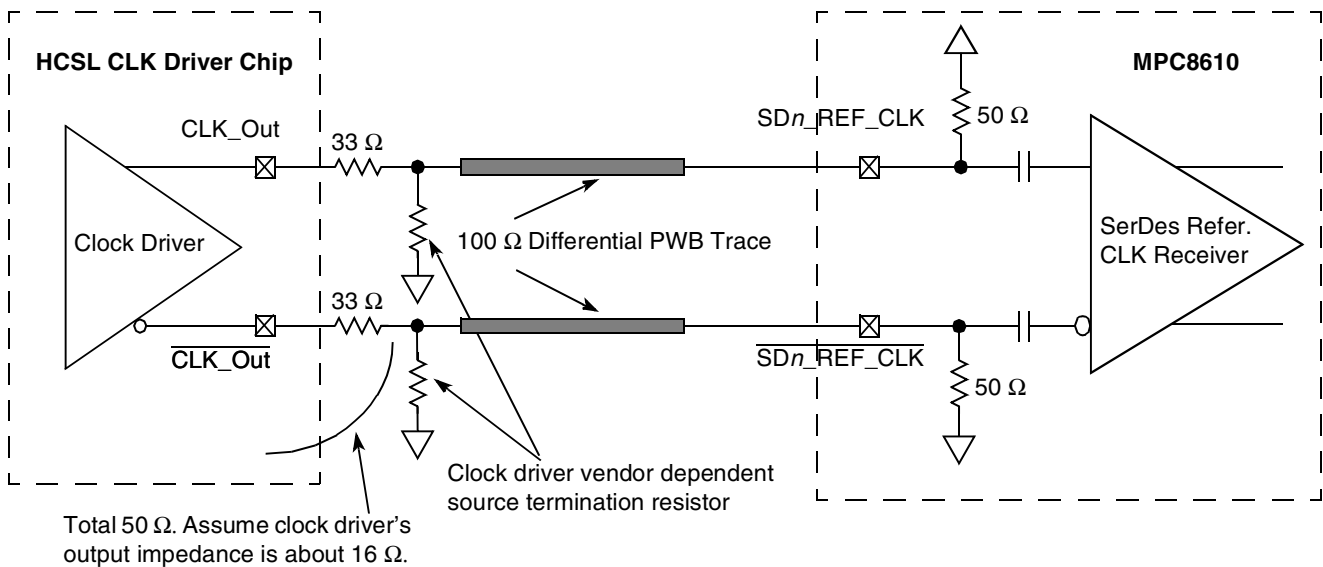 HCSL CLK Driver Chip
MPC8610
CLK_Out
33 Ω
SDn_REF_CLK
50 Ω
Clock Driver
100 Ω Differential PWB Trace
SerDes Refer.
CLK Receiver
33 Ω
CLK_Out
SDn_REF_CLK
50 Ω
Clock driver vendor dependent
source termination resistor
Total 50 Ω. Assume clock driver's
output impedance is about 16 Ω.